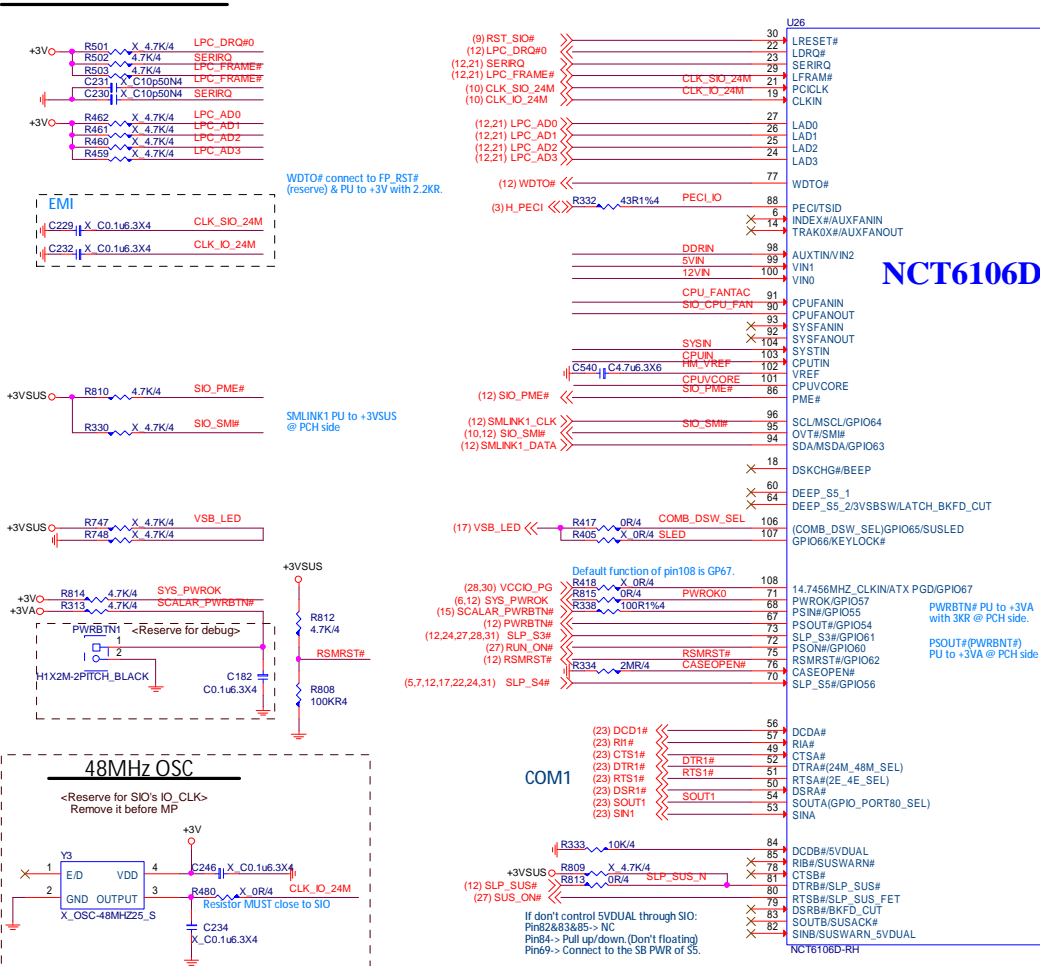 +3V
R501 X_4.7K/4 LPC_DRQ#0
R502 4.7K/4 SERIRQ
R503 4.7K/4 LPC_FRAME#
C231 X_C10p50N4 LPC_FRAME#
C230 X_C10p50N4 SERIRQ
+3V
R462 X_4.7K/4 LPC_AD0
R461 X_4.7K/4 LPC_AD1
R460 X_4.7K/4 LPC_AD2
R459 X_4.7K/4 LPC_AD3
WDTO# connect to FP_RST#
(reserve) & PU to +3V with 2.2KR.
EMI
C229 X_C0.1u6.3X4 CLK_SIO_24M
C232 X_C0.1u6.3X4 CLK_IO_24M
+3VSUS R810 4.7K/4 SIO_PME#
R330 X_4.7K/4 SIO_SMI#
SMLINK1 PU to +3VSUS
@ PCH side
+3VSUS R747 X_4.7K/4 VSB_LED
R748 X_4.7K/4
+3V R814 4.7K/4 SYS_PWROK
+3VA R313 4.7K/4 SCALAR_PWRBTN#
PWRBTN1 <Reserve for debug>
1
2
H1X2M-2PITCH_BLACK
C182
C0.1u6.3X4
+3VSUS
R812
4.7K/4
RSMRST#
R808
100KR4
48MHz OSC
<Reserve for SIO's IO_CLK>
Remove it before MP
+3V
Y3
1 E/D VDD 4
2 GND OUTPUT 3
X_OSC-48MHZ25_S
C246 X_C0.1u6.3X4
R480 X_0R/4 CLK_IO_24M
Resistor MUST close to SIO
C234
X_C0.1u6.3X4
U26
NCT6106D
(9) RST_SIO# 30 LRESET#
(12) LPC_DRQ#0 22 LDRQ#
(12,21) SERIRQ 23 SERIRQ
(12,21) LPC_FRAME# 29 LFRAM#
(10) CLK_SIO_24M CLK_SIO_24M 21 PCICLK
(10) CLK_IO_24M CLK_IO_24M 19 CLKIN
(12,21) LPC_AD0 27 LAD0
(12,21) LPC_AD1 26 LAD1
(12,21) LPC_AD2 25 LAD2
(12,21) LPC_AD3 24 LAD3
(12) WDTO# 77 WDTO#
(3) H_PECI R332 43R1%4 PECI_IO 88 PECI/TSID
6 INDEX#/AUXFANIN
14 TRAK0X#/AUXFANOUT
DDRIN 98 AUXTIN/VIN2
5VIN 99 VIN1
12VIN 100 VIN0
CPU_FANTAC 91 CPUFANIN
SIO_CPU_FAN 90 CPUFANOUT
93 SYSFANIN
92 SYSFANOUT
SYSIN 104 SYSTIN
CPUIN 103 CPUTIN
C540 C4.7u6.3X6 HM_VREF 102 VREF
CPUVCORE 101 CPUVCORE
(12) SIO_PME# SIO_PME# 86 PME#
(12) SMLINK1_CLK 96 SCL/MSCL/GPIO64
(10,12) SIO_SMI# SIO_SMI# 95 OVT#/SMI#
(12) SMLINK1_DATA 94 SDA/MSDA/GPIO63
18 DSKCHG#/BEEP
60 DEEP_S5_1
64 DEEP_S5_2/3VSBSW/LATCH_BKFD_CUT
(17) VSB_LED R417 0R/4 COMB_DSW_SEL 106 (COMB_DSW_SEL)GPIO65/SUSLED
R405 X_0R/4 SLED 107 GPIO66/KEYLOCK#
Default function of pin108 is GP67.
(28,30) VCCIO_PG R418 X_0R/4 108 14.7456MHZ_CLKIN/ATX PGD/GPIO67
(6,12) SYS_PWROK R815 0R/4 PWROK0 71 PWROK/GPIO57
(15) SCALAR_PWRBTN# R338 100R1%4 68 PSIN#/GPIO55
(12) PWRBTN# 67 PSOUT#/GPIO54
(12,24,27,28,31) SLP_S3# 73 SLP_S3#/GPIO61
(27) RUN_ON# 72 PSON#/GPIO60
(12) RSMRST# RSMRST# 75 RSMRST#/GPIO62
R334 2MR/4 CASEOPEN# 76 CASEOPEN#
(5,7,12,17,22,24,31) SLP_S4# 70 SLP_S5#/GPIO56
PWRBTN# PU to +3VA
with 3KR @ PCH side.
PSOUT#(PWRBNT#)
PU to +3VA @ PCH side
COM1
(23) DCD1# 56 DCDA#
(23) RI1# 57 RIA#
(23) CTS1# 49 CTSA#
(23) DTR1# DTR1# 52 DTRA#(24M_48M_SEL)
(23) RTS1# RTS1# 51 RTSA#(2E_4E_SEL)
(23) DSR1# 50 DSRA#
(23) SOUT1 SOUT1 54 SOUTA(GPIO_PORT80_SEL)
(23) SIN1 53 SINA
R333 10K/4 84 DCDB#/5VDUAL
85 RIB#/SUSWARN#
+3VSUS R809 X_4.7K/4 78 CTSB#
(12) SLP_SUS# R813 0R/4 SLP_SUS_N 81 DTRB#/SLP_SUS#
(27) SUS_ON# 80 RTSB#/SLP_SUS_FET
79 DSRB#/BKFD_CUT
83 SOUTB/SUSACK#
82 SINB/SUSWARN_5VDUAL
NCT6106D-RH
If don't control 5VDUAL through SIO:
Pin82&83&85-> NC
Pin84-> Pull up/down.(Don't floating)
Pin69-> Connect to the SB PWR of S5.